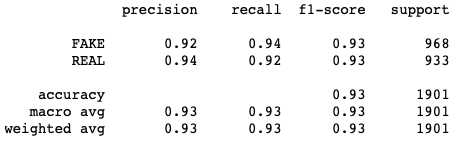 precision recall f1-score support
FAKE 0.92 0.94 0.93 968
REAL 0.94 0.92 0.93 933
accuracy 0.93 1901
macro avg 0.93 0.93 0.93 1901
weighted avg 0.93 0.93 0.93 1901